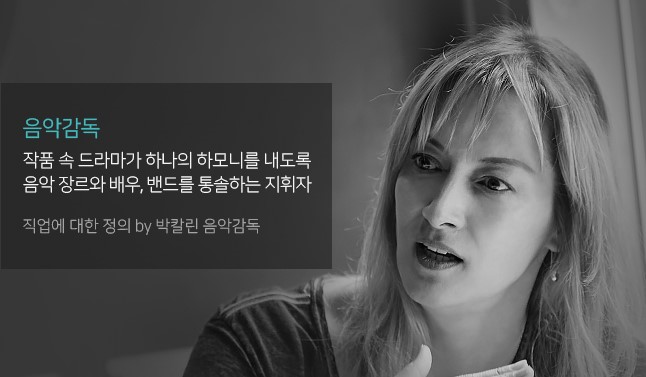 음악감독
작품 속 드라마가 하나의 하모니를 내도록
음악 장르와 배우, 밴드를 통솔하는 지휘자
직업에 대한 정의 by 박칼린 음악감독